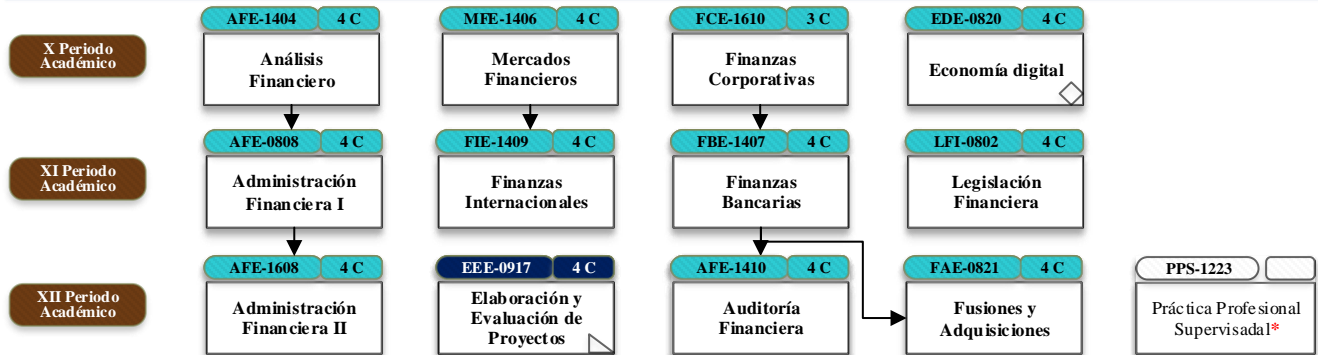 AFE-1404 4 C MFE-1406 4 C FCE-1610 3 C EDE-0820 4 C
X Periodo
Académico
Análisis
Financiero
Mercados
Financieros
Finanzas
Corporativas
Economía digital
AFE-0808 4 C FIE-1409 4 C FBE-1407 4 C LFI-0802 4 C
XI Periodo
Académico
Administración
Financiera I
Finanzas
Internacionales
Finanzas
Bancarias
Legislación
Financiera
AFE-1608 4 C EEE-0917 4 C AFE-1410 4 C FAE-0821 4 C PPS-1223
XII Periodo
Académico
Administración
Financiera II
Elaboración y
Evaluación de
Proyectos
Auditoría
Financiera
Fusiones y
Adquisiciones
Práctica Profesional
Supervisadal*